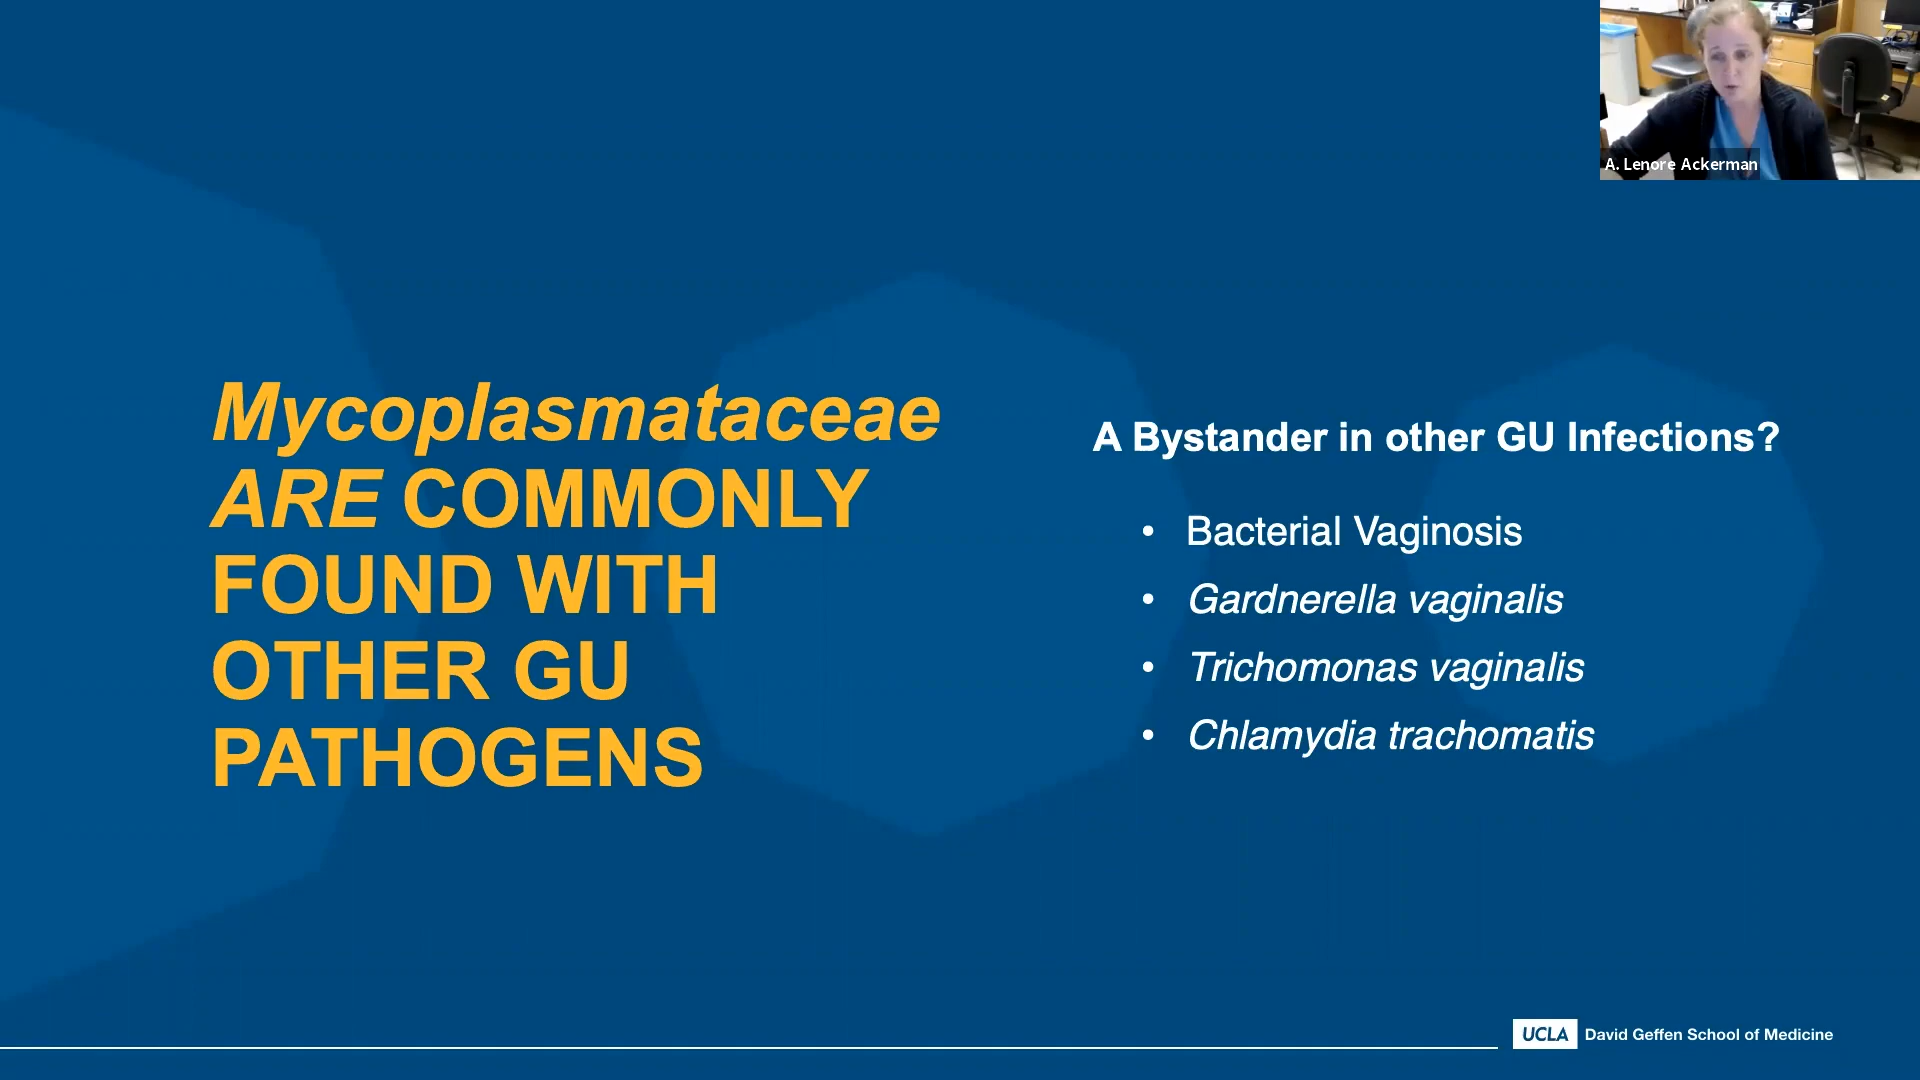 A. Lenore Ackerman
Mycoplasmataceae
ARE COMMONLY
FOUND WITH
OTHER GU
PATHOGENS
A Bystander in other GU Infections?
• Bacterial Vaginosis
• Gardnerella vaginalis
• Trichomonas vaginalis
• Chlamydia trachomatis
UCLA David Geffen School of Medicine